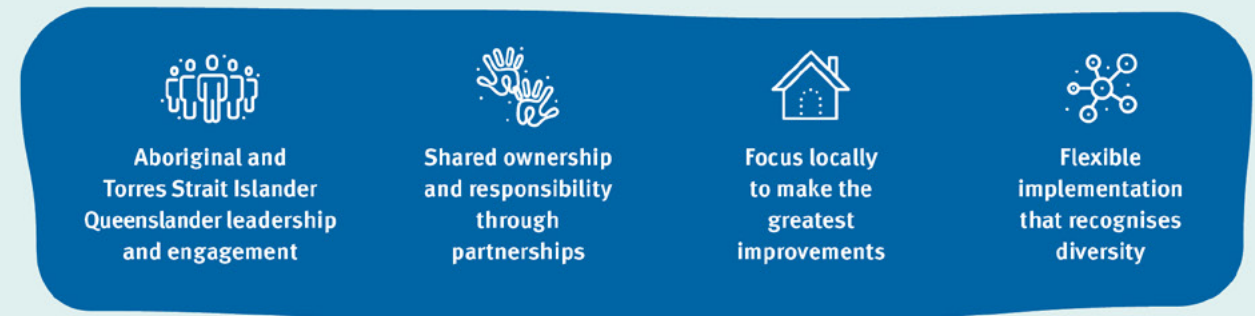 Aboriginal and
Torres Strait Islander
Queenslander leadership
and engagement
Shared ownership
and responsibility
through
partnerships
Focus locally
to make the
greatest
improvements
Flexible
implementation
that recognises
diversity